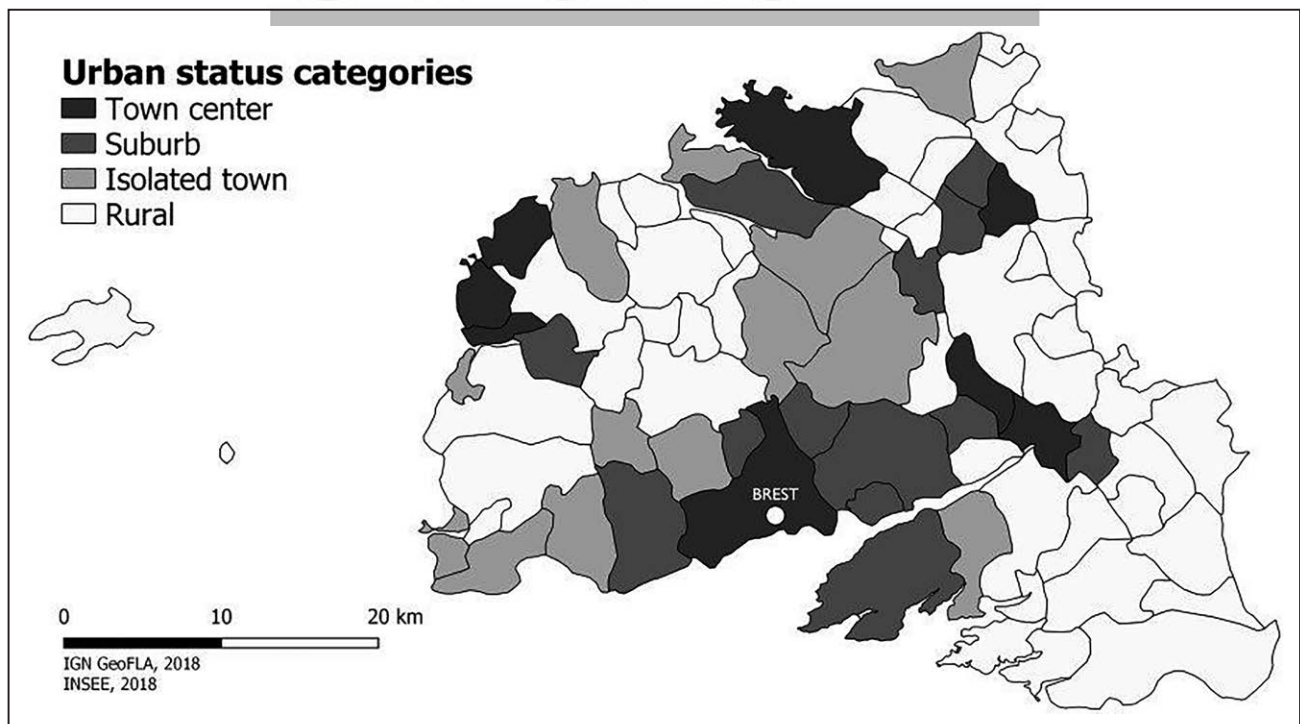 Urban status categories
Town center
Suburb
Isolated town
Rural
BREST
0 10 20 km
IGN GeoFLA, 2018
INSEE, 2018